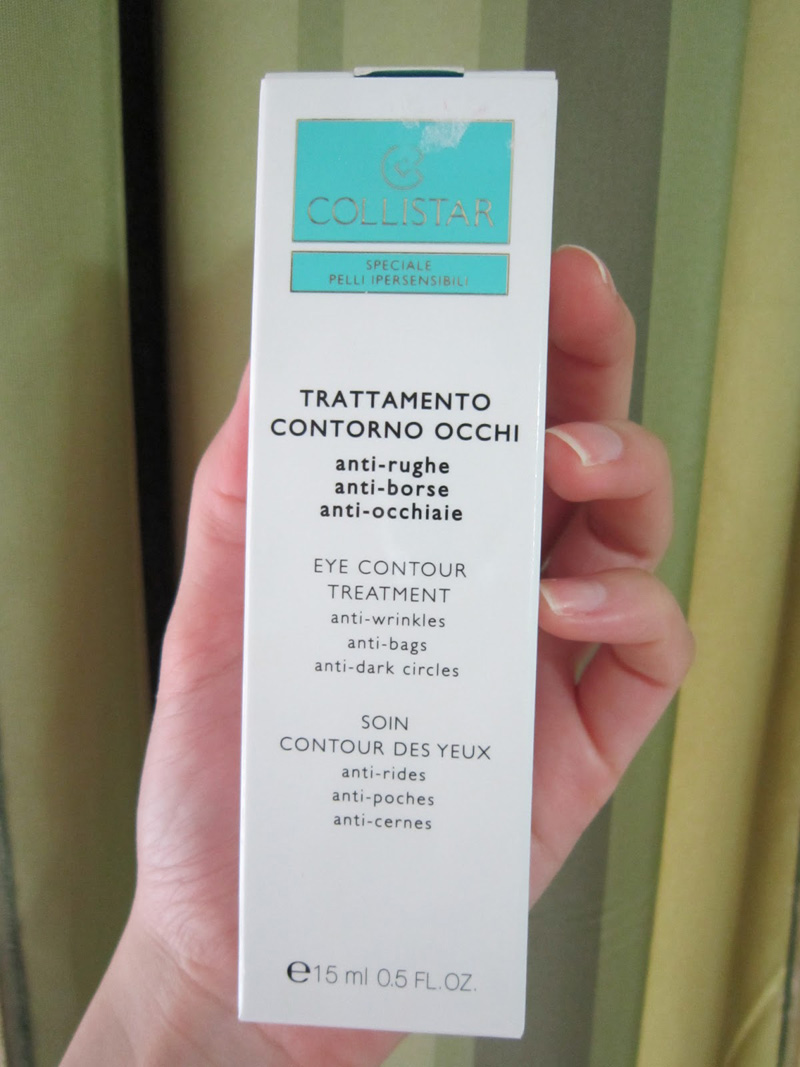 COLLISTAR
SPECIALE
PELLI IPERSENSIBILI
TRATTAMENTO
CONTORNO OCCHI
anti-rughe
anti-borse
anti-occhiaie
EYE CONTOUR
TREATMENT
anti-wrinkles
anti-bags
anti-dark circles
SOIN
CONTOUR DES YEUX
anti-rides
anti-poches
anti-cernes
℮15 ml 0.5 FL.OZ.